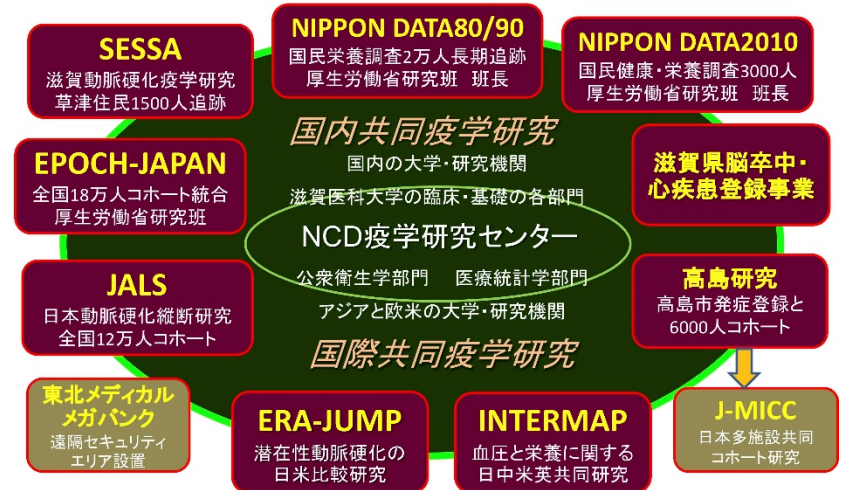 SESSA
滋賀動脈硬化疫学研究
草津住民1500人追跡
NIPPON DATA80/90
国民栄養調査2万人長期追跡
厚生労働省研究班 班長
NIPPON DATA2010
国民健康・栄養調査3000人
厚生労働省研究班 班長
国内共同疫学研究
国内の大学・研究機関
滋賀医科大学の臨床・基礎の各部門
NCD疫学研究センター
公衆衛生学部門 医療統計学部門
アジアと欧米の大学・研究機関
国際共同疫学研究
EPOCH-JAPAN
全国18万人コホート統合
厚生労働省研究班
滋賀県脳卒中・
心疾患登録事業
JALS
日本動脈硬化縦断研究
全国12万人コホート
高島研究
高島市発症登録と
6000人コホート
東北メディカル
メガバンク
遠隔セキュリティ
エリア設置
ERA-JUMP
潜在性動脈硬化の
日米比較研究
INTERMAP
血圧と栄養に関する
日中米英共同研究
J-MICC
日本多施設共同
コホート研究